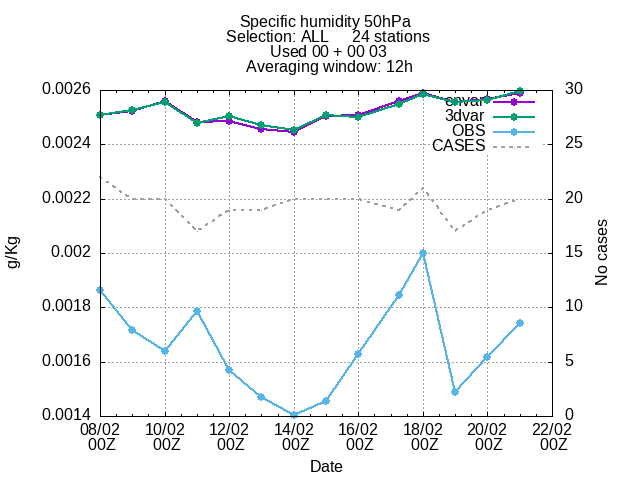 Specific humidity 50hPa
Selection: ALL 24 stations
Used 00 + 00 03
Averaging window: 12h
0.0026
0.0024
0.0022
0.002
0.0018
0.0016
0.0014
g/Kg
30
25
20
15
10
5
0
No cases
envar
3dvar
OBS
CASES
08/02 10/02 12/02 14/02 16/02 18/02 20/02 22/02
00Z 00Z 00Z 00Z 00Z 00Z 00Z 00Z
Date